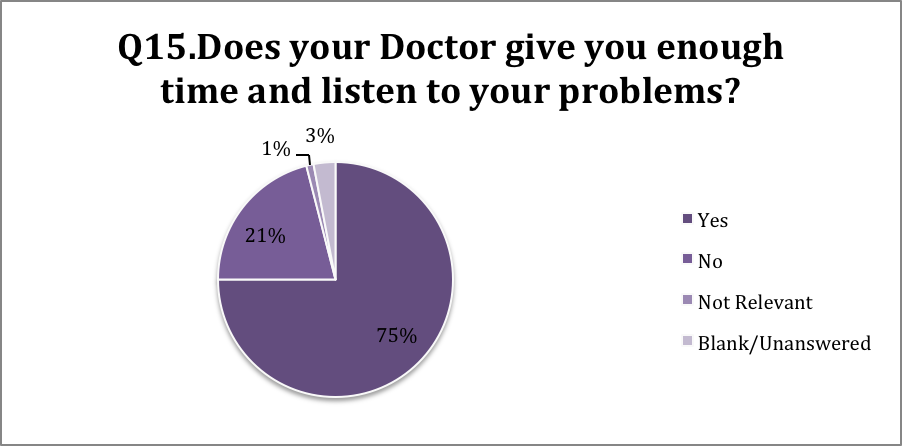 Q15.Does your Doctor give you enough
time and listen to your problems?
3%
1%
21%
75%
Yes
No
Not Relevant
Blank/Unanswered